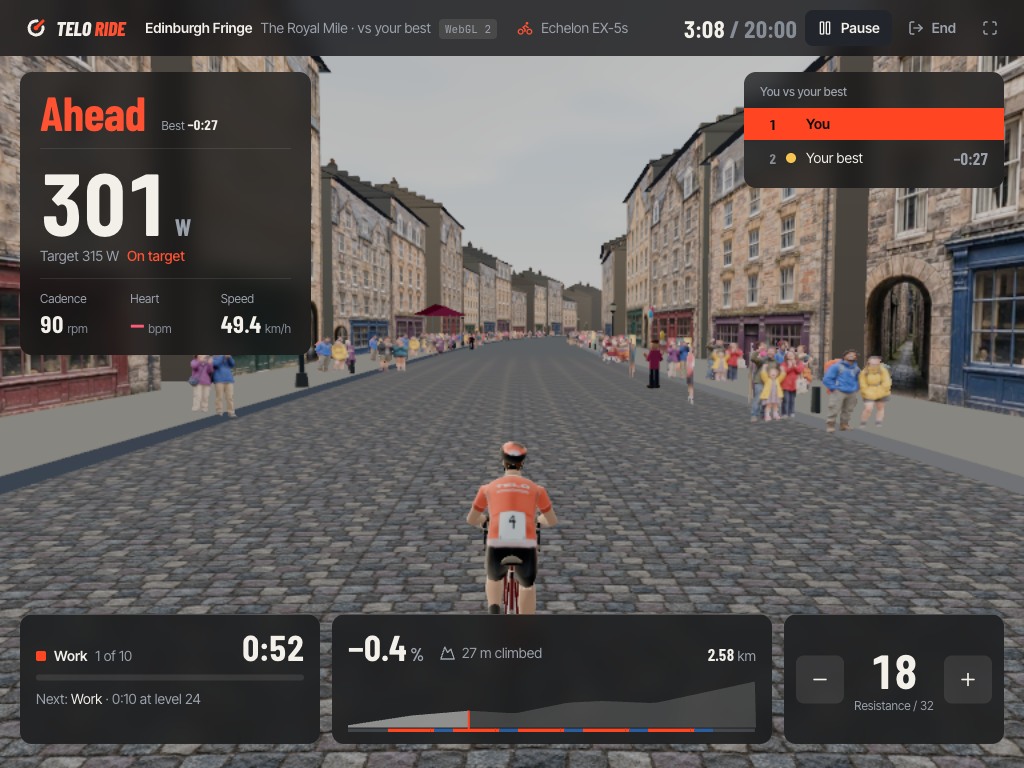 TELO RIDE Edinburgh Fringe The Royal Mile · vs your best WebGL 2 Echelon EX-5s 3:08 / 20:00 Pause End
Ahead Best −0:27
301 W
Target 315 W On target
Cadence Heart Speed
90 rpm — bpm 49.4 km/h
You vs your best
1 You
2 Your best −0:27
TELO
4
Work 1 of 10 0:52
Next: Work · 0:10 at level 24
−0.4 % 27 m climbed 2.58 km
− 18 +
Resistance / 32